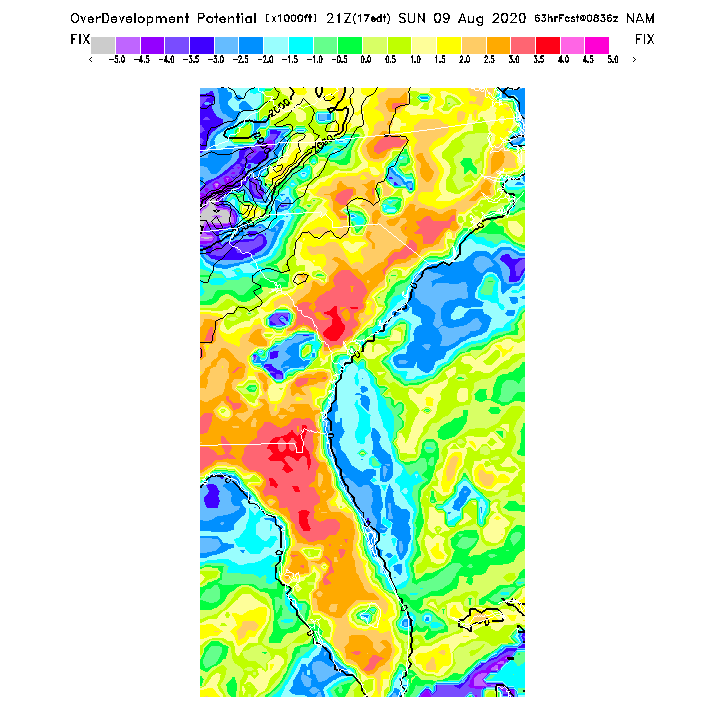 OverDevelopment Potential [x1000ft] 21Z(17edt) SUN 09 Aug 2020 63hrFcst@0836z NAM
FIX FIX
< -5.0 -4.5 -4.0 -3.5 -3.0 -2.5 -2.0 -1.5 -1.0 -0.5 0.0 0.5 1.0 1.5 2.0 2.5 3.0 3.5 4.0 4.5 5.0 >
2000
2000